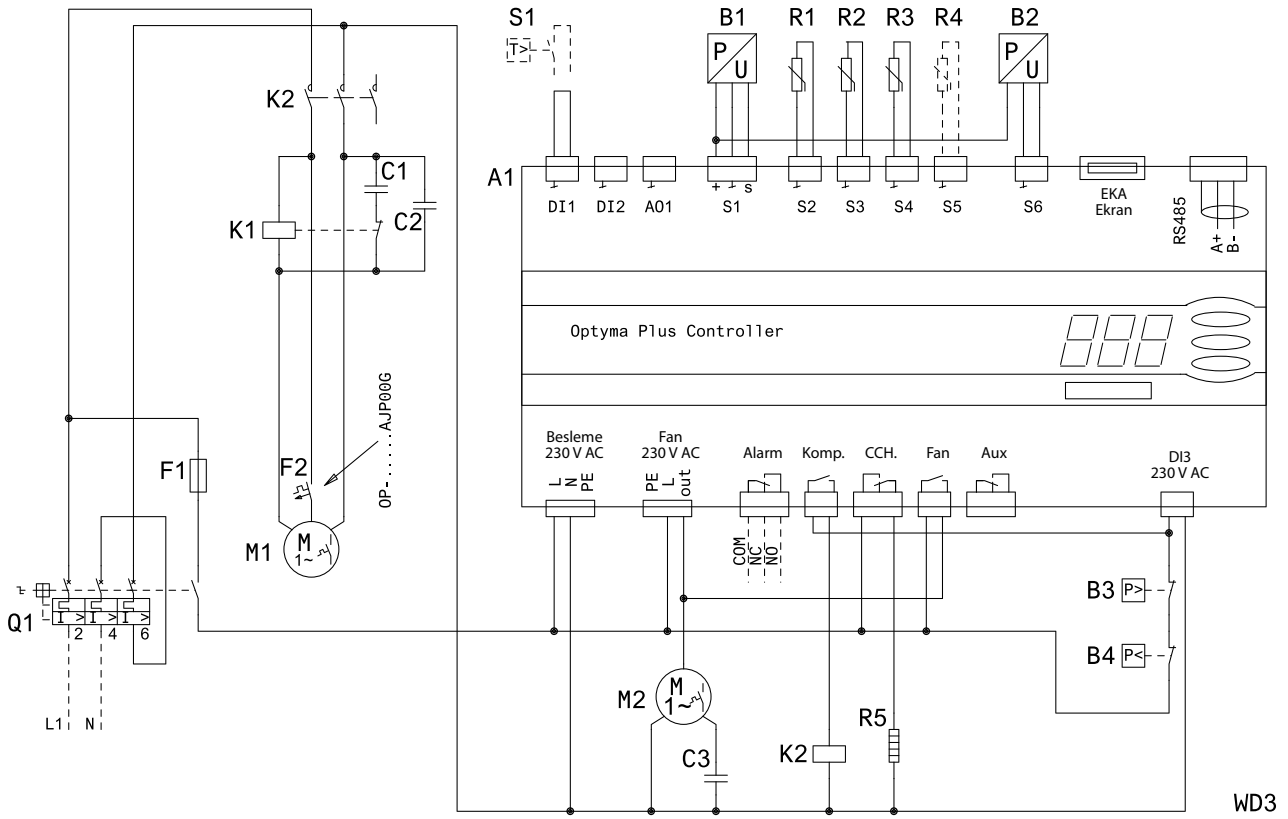 S1 B1 R1 R2 R3 R4 B2
T> P U P U
K2
A1
C1
C2
K1
+ - s
DI1 DI2 AO1 S1 S2 S3 S4 S5 S6
EKA
Ekran
RS485
A+
B-
Optyma Plus Controller
OP-.....AJP00G
F1
F2
M1
M
1~
Besleme
230 V AC
L
N
PE
Fan
230 V AC
PE
L
out
Alarm
Komp.
CCH.
Fan
Aux
DI3
230 V AC
COM
NC
NO
B3 P>
B4 P<
Q1
I > I > I >
2 4 6
L1 N
M2
M
1~
C3
K2
R5
WD3